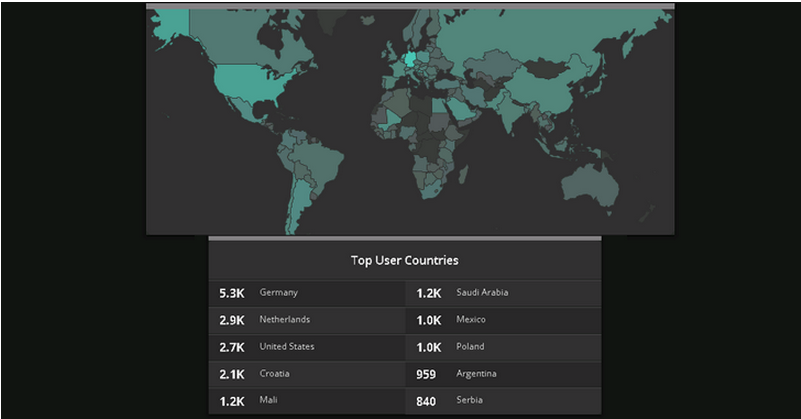 Top User Countries
5.3K Germany
1.2K Saudi Arabia
2.9K Netherlands
1.0K Mexico
2.7K United States
1.0K Poland
2.1K Croatia
959 Argentina
1.2K Mali
840 Serbia